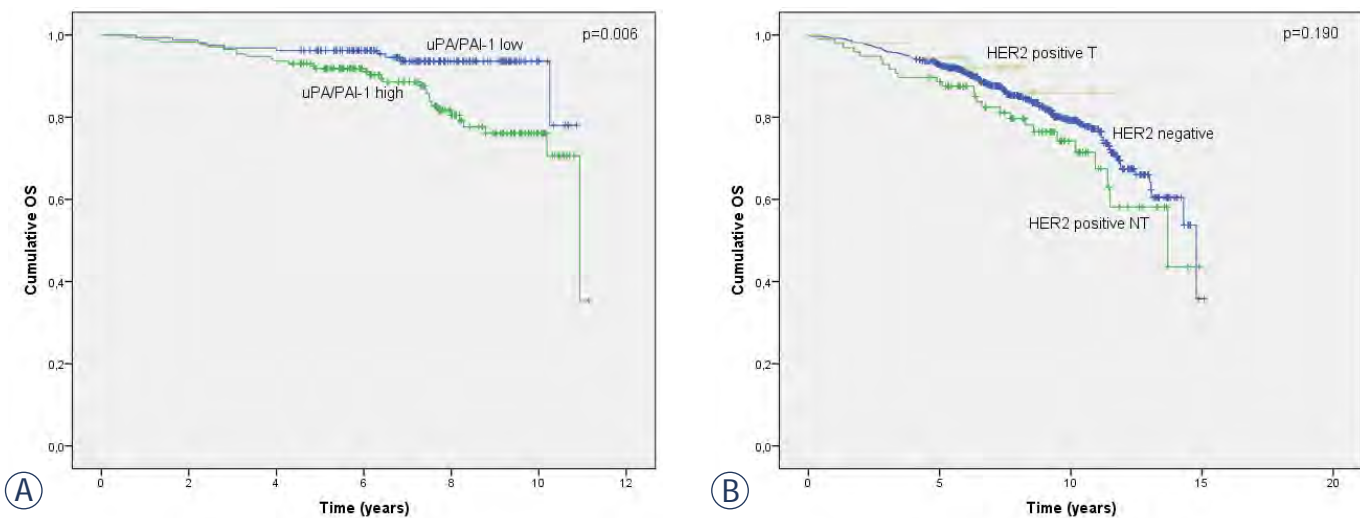 p=0.006
1,0
0,8
0,6
0,4
0,2
0,0
Cumulative OS
uPA/PAI-1 low
uPA/PAI-1 high
0 2 4 6 8 10 12
Time (years)
A
p=0.190
1,0
0,8
0,6
0,4
0,2
0,0
Cumulative OS
HER2 positive T
HER2 negative
HER2 positive NT
0 5 10 15 20
Time (years)
B